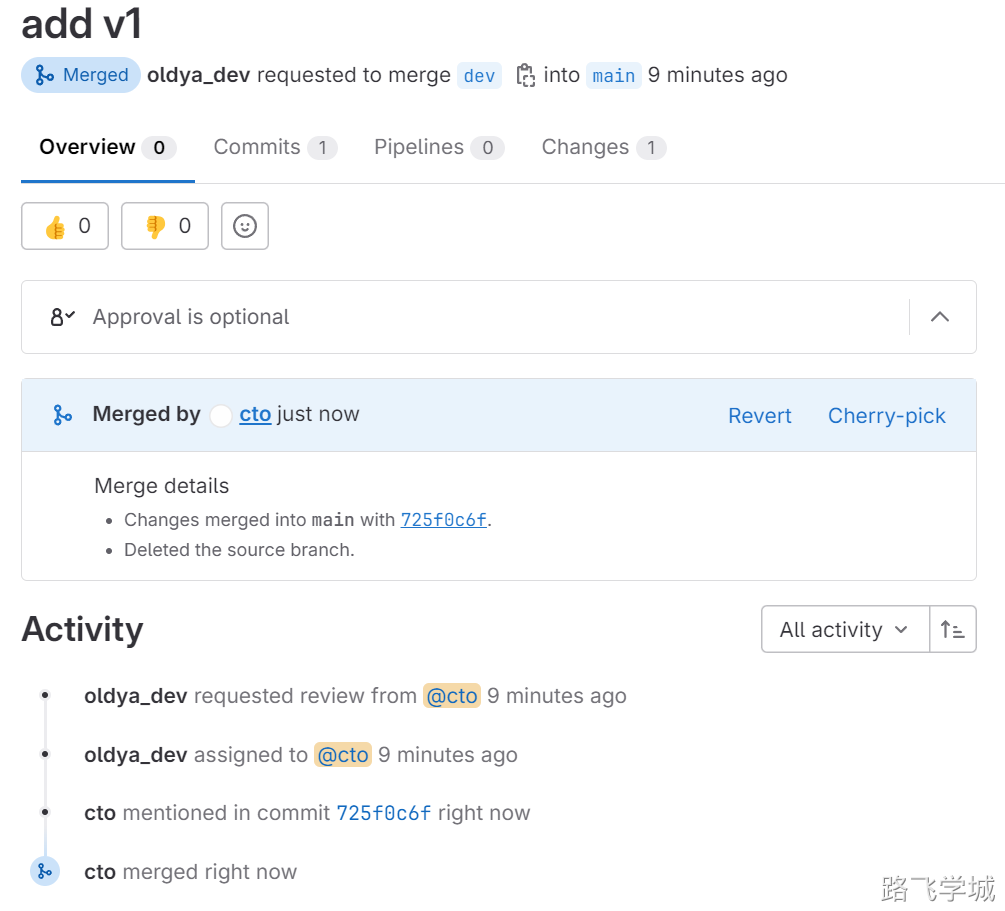 add v1
Merged oldya_dev requested to merge dev into main 9 minutes ago
Overview 0 Commits 1 Pipelines 0 Changes 1
👍 0 👎 0
Approval is optional
Merged by cto just now Revert Cherry-pick
Merge details
• Changes merged into main with 725f0c6f.
• Deleted the source branch.
Activity All activity
oldya_dev requested review from @cto 9 minutes ago
oldya_dev assigned to @cto 9 minutes ago
cto mentioned in commit 725f0c6f right now
cto merged right now
路飞学城